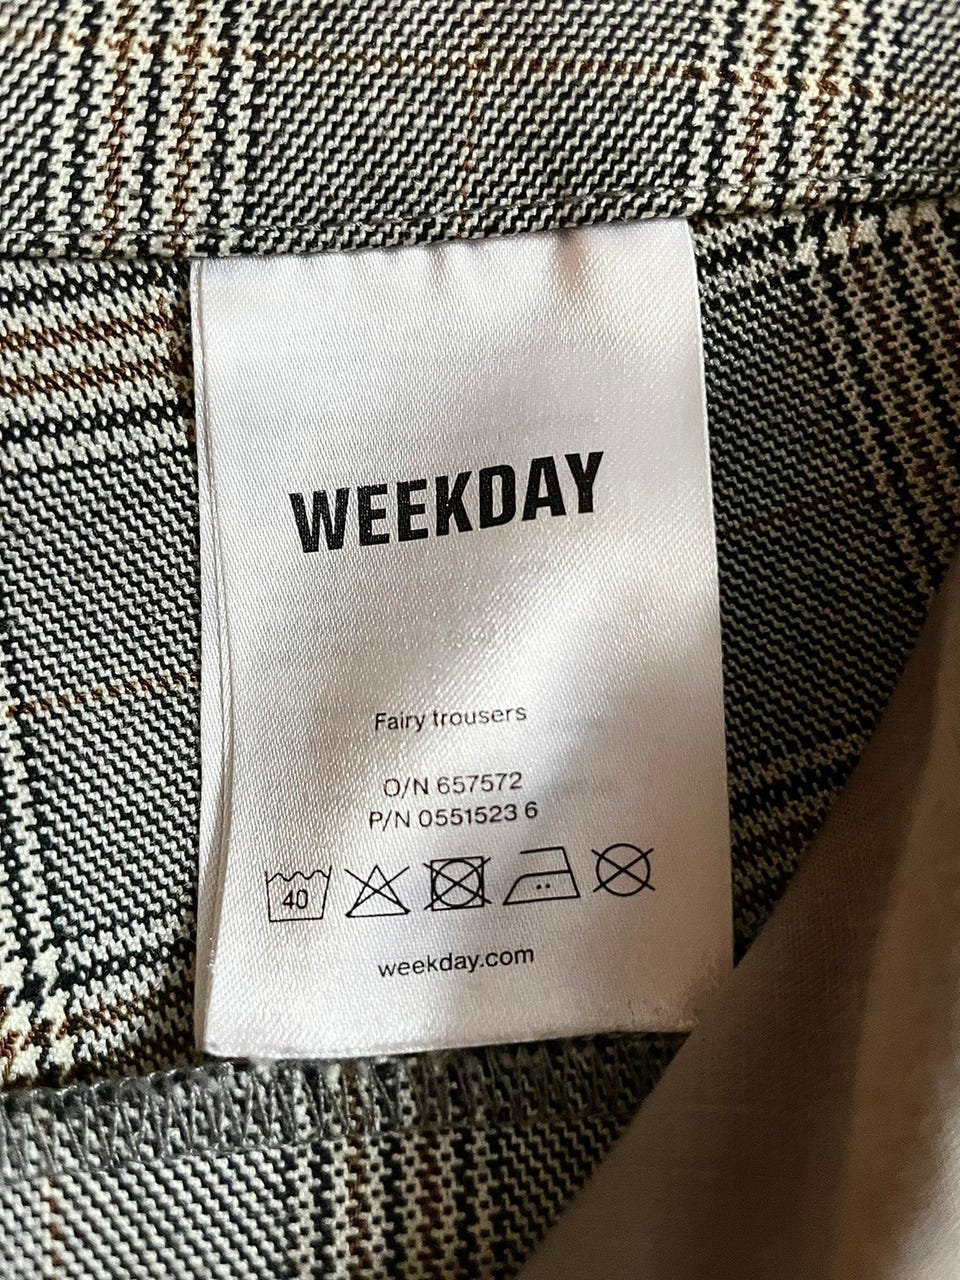 WEEKDAY
Fairy trousers
O/N 657572
P/N 0551523 6
40
weekday.com